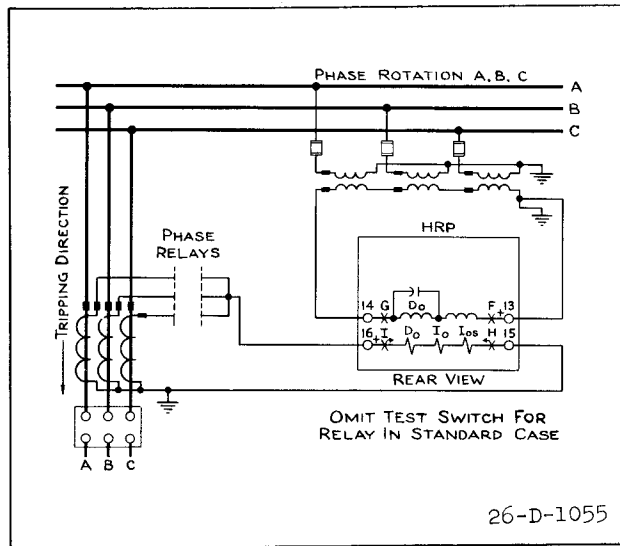 PHASE ROTATION A, B, C
A
B
C
TRIPPING DIRECTION
PHASE
RELAYS
HRP
14 G D₀ F + 13
16 + I D₀ I₀ I₀S H 15
REAR VIEW
OMIT TEST SWITCH FOR
RELAY IN STANDARD CASE
A B C
26-D-1055